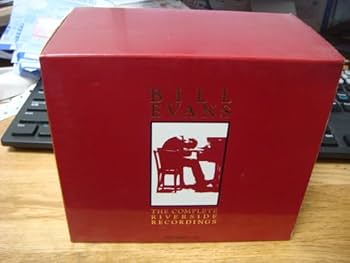 BILL
EVANS
THE COMPLETE
RIVERSIDE
RECORDINGS